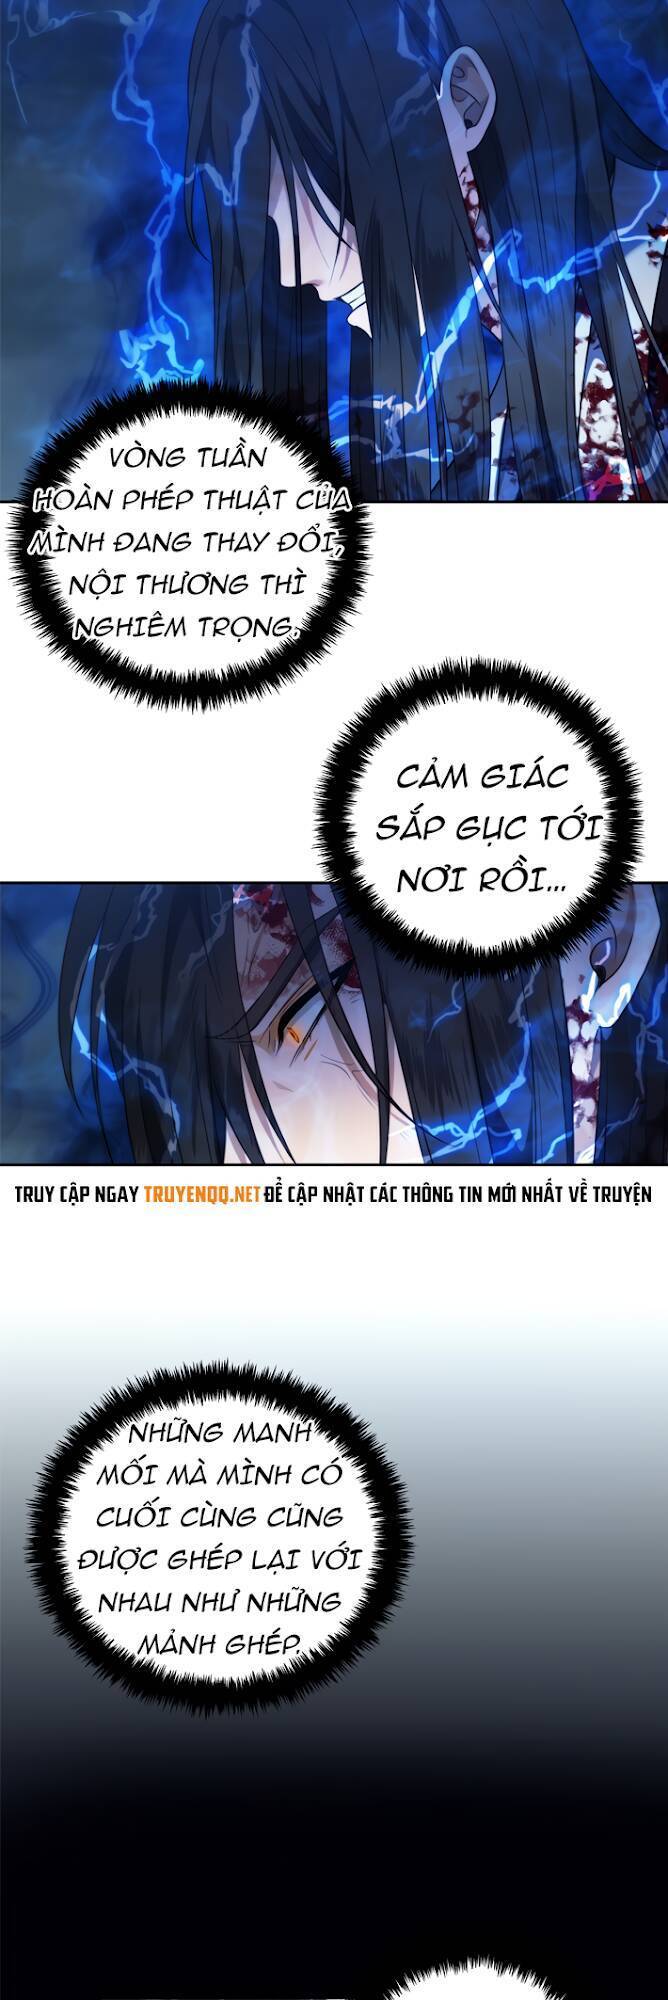 VÒNG TUẦN
HOÀN PHÉP THUẬT CỦA
MÌNH ĐANG THAY ĐỔI,
NỘI THƯƠNG THÌ
NGHIÊM TRỌNG.
CẢM GIÁC
SẮP GỤC TỚI
NƠI RỒI...
TRUY CẬP NGAY TRUYENQQ.NET ĐỂ CẬP NHẬT CÁC THÔNG TIN MỚI NHẤT VỀ TRUYỆN
NHỮNG MANH
MỐI MÀ MÌNH CÓ
CUỐI CÙNG CŨNG
ĐƯỢC GHÉP LẠI VỚI
NHAU NHƯ NHỮNG
MẢNH GHÉP.